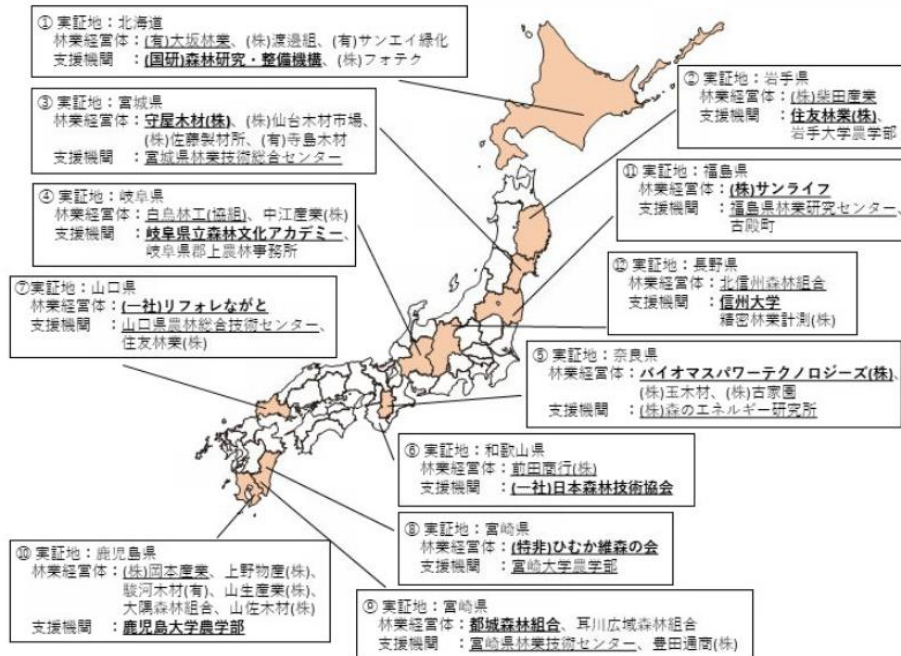 ① 実証地：北海道
林業経営体：(有)大坂林業、(株)渡邊組、(有)サンエイ緑化
支援機関　：(国研)森林研究・整備機構、(株)フォテク
② 実証地：岩手県
林業経営体：(株)柴田産業
支援機関　：住友林業(株)、
岩手大学農学部
③ 実証地：宮城県
林業経営体：守屋木材(株)、(株)仙台木材市場、
(株)佐藤製材所、(有)寺島木材
支援機関　：宮城県林業技術総合センター
⑪ 実証地：福島県
林業経営体：(株)サンライフ
支援機関　：福島県林業研究センター、
古殿町
④ 実証地：岐阜県
林業経営体：白鳥林工(協組)、中江産業(株)
支援機関　：岐阜県立森林文化アカデミー、
岐阜県郡上農林事務所
⑫ 実証地：長野県
林業経営体：北信州森林組合
支援機関　：信州大学
精密林業計測(株)
⑦ 実証地：山口県
林業経営体：(一社)リフォレながと
支援機関　：山口県農林総合技術センター、
住友林業(株)
⑤ 実証地：奈良県
林業経営体：バイオマスパワーテクノロジーズ(株)、
(株)玉木材、(株)古家園
支援機関　：(株)森のエネルギー研究所
⑥ 実証地：和歌山県
林業経営体：前田商行(株)
支援機関　：(一社)日本森林技術協会
⑧ 実証地：宮崎県
林業経営体：(特非)ひむか維森の会
支援機関　：宮崎大学農学部
⑩ 実証地：鹿児島県
林業経営体：(株)岡本産業、上野物産(株)、
駿河木材(有)、山生産業(株)、
大隅森林組合、山佐木材(株)
支援機関　：鹿児島大学農学部
⑨ 実証地：宮崎県
林業経営体：都城森林組合、耳川広域森林組合
支援機関　：宮崎県林業技術センター、豊田通商(株)